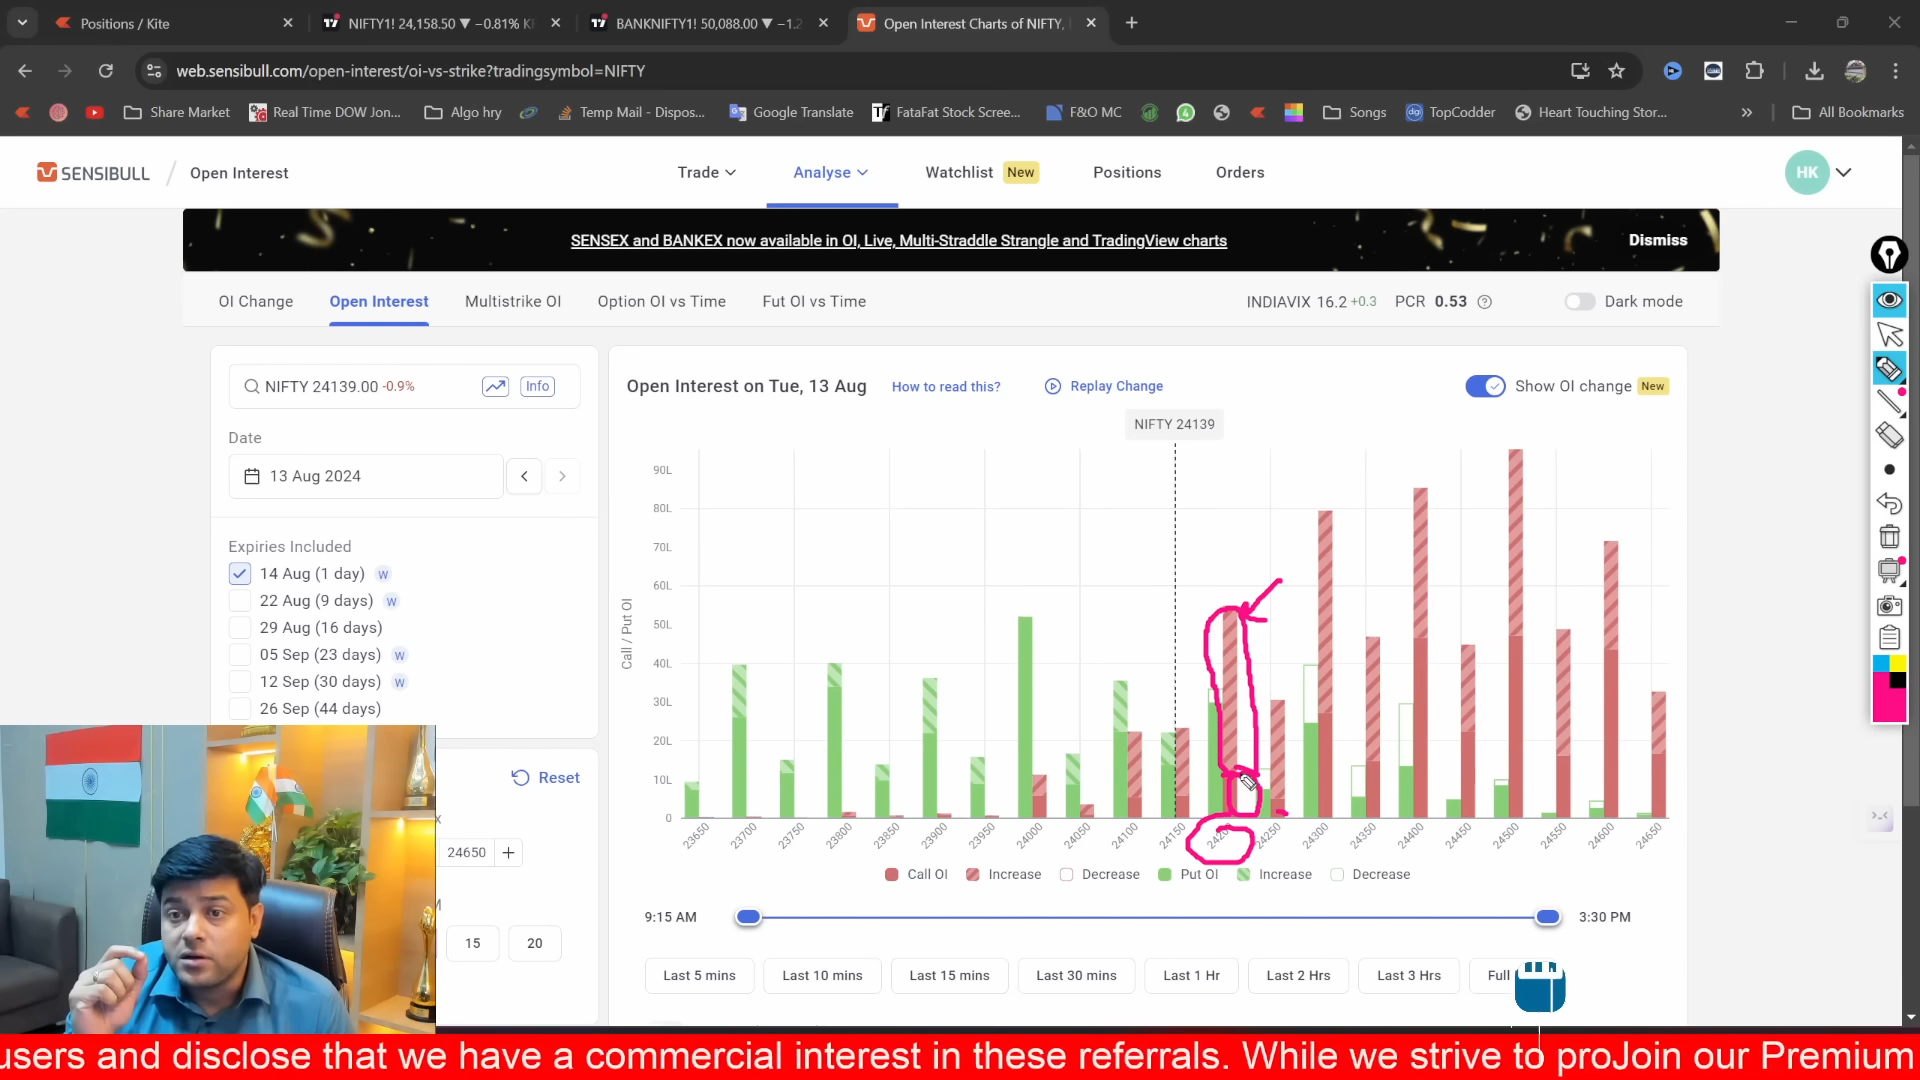 Positions / Kite
NIFTY1! 24,158.50 ▼ −0.81%
BANKNIFTY1! 50,088.00 ▼ −1.2
Open Interest Charts of NIFTY,
web.sensibull.com/open-interest/oi-vs-strike?tradingsymbol=NIFTY
Share Market
Real Time DOW Jon...
Algo hry
Temp Mail - Dispos...
Google Translate
FataFat Stock Scree...
F&O MC
Songs
TopCodder
Heart Touching Stor...
All Bookmarks
SENSIBULL / Open Interest
Trade
Analyse
Watchlist New
Positions
Orders
HK
SENSEX and BANKEX now available in OI, Live, Multi-Straddle Strangle and TradingView charts
Dismiss
OI Change
Open Interest
Multistrike OI
Option OI vs Time
Fut OI vs Time
INDIAVIX 16.2 +0.3 PCR 0.53
Dark mode
NIFTY 24139.00 -0.9%
Info
Date
13 Aug 2024
Expiries Included
14 Aug (1 day) W
22 Aug (9 days) W
29 Aug (16 days)
05 Sep (23 days) W
12 Sep (30 days) W
26 Sep (44 days)
Reset
24650 +
15
20
Open Interest on Tue, 13 Aug
How to read this?
Replay Change
Show OI change New
NIFTY 24139
Call / Put OI
90L
80L
70L
60L
50L
40L
30L
20L
10L
0
23650 23700 23750 23800 23850 23900 23950 24000 24050 24100 24150 24200 24250 24300 24350 24400 24450 24500 24550 24600 24650
Call OI Increase Decrease Put OI Increase Decrease
9:15 AM
3:30 PM
Last 5 mins
Last 10 mins
Last 15 mins
Last 30 mins
Last 1 Hr
Last 2 Hrs
Last 3 Hrs
Full
users and disclose that we have a commercial interest in these referrals. While we strive to proJoin our Premium